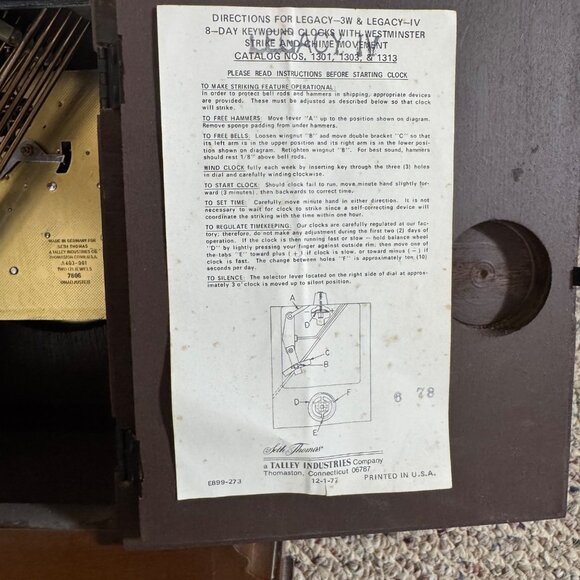 DIRECTIONS FOR LEGACY—3W & LEGACY—IV
8—DAY KEYWOUND CLOCKS WITH WESTMINSTER
LEGACY IV
STRIKE AND CHIME MOVEMENT
CATALOG NOS. 1301, 1303, & 1313
PLEASE READ INSTRUCTIONS BEFORE STARTING CLOCK
TO MAKE STRIKING FEATURE OPERATIONAL:
In order to protect bell rods and hammers in shipping, appropriate devices
are provided. These must be adjusted as described below so that clock
will strike.
TO FREE HAMMERS: Move lever "A" up to the position shown on diagram.
Remove sponge padding from under hammers.
TO FREE BELLS: Loosen wingnut "B" and move double bracket "C" so that
its left arm is in the upper position and its right arm is in the lower posi-
tion shown on diagram. Retighten wingnut "B". For best sound, hammers
should rest 1/8" above bell rods.
WIND CLOCK fully each week by inserting key through the three (3) holes
in dial and carefully winding clockwise.
TO START CLOCK: Should clock fail to run, move minute hand slightly for-
ward (3 minutes), then backwards to correct time.
TO SET TIME: Carefully move minute hand in either direction. It is not
necessary to wait for clock to strike since a self-correcting device will
coordinate the striking with the time within one hour.
TO REGULATE TIMEKEEPING: Our clocks are carefully regulated at our fac-
tory; therefore, do not make any adjustment during the first two (2) days of
operation. If the clock is then running fast or slow — hold balance wheel
"D" by lightly pressing your finger against outside rim; then move one of
the tabs "E" toward plus (+) if clock is slow, or toward minus (—) if
clock is fast. The change between holes "F" is approximately ten (10)
seconds per day.
TO SILENCE: The selector lever located on the right side of dial at approx-
imately 3 o'clock is moved up to silent position.
A
D
C
B
D
F
E
6 78
Seth Thomas
a TALLEY INDUSTRIES Company
Thomaston, Connecticut 06787
E899-273
12-1-77
PRINTED IN U.S.A.
MADE IN GERMANY FOR
SETH THOMAS
A TALLEY INDUSTRIES CO.
THOMASTON, CONN. U.S.A.
A403-001
TWO (2) JEWELS
7806
UNADJUSTED